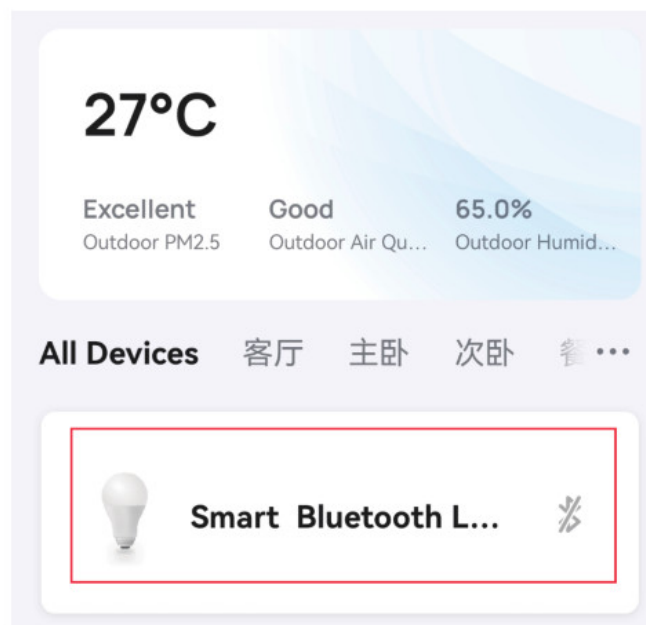 27°C
Excellent Good 65.0%
Outdoor PM2.5 Outdoor Air Qu... Outdoor Humid...
All Devices 客厅 主卧 次卧 餐 ...
Smart Bluetooth L...